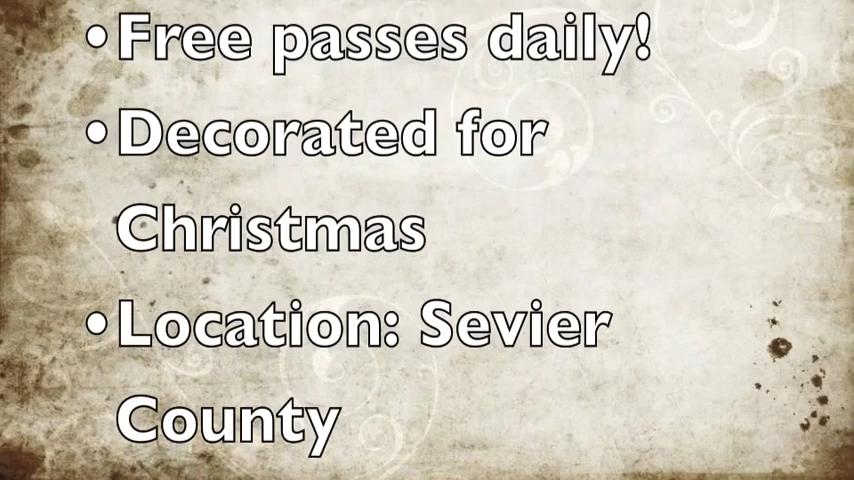 •Free passes daily!
•Decorated for
Christmas
•Location: Sevier
County